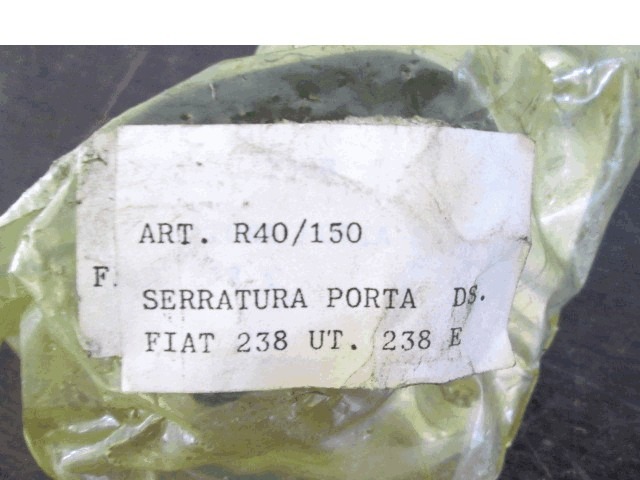 ART. R40/150
F.
SERRATURA PORTA DS.
FIAT 238 UT. 238 E